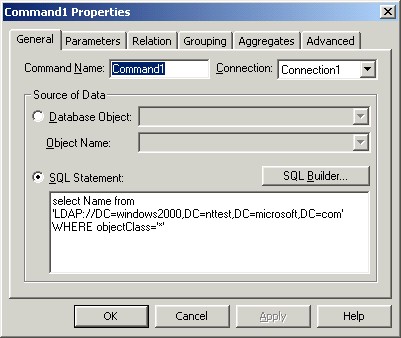 Command1 Properties
General Parameters Relation Grouping Aggregates Advanced
Command Name: Command1 Connection: Connection1
Source of Data
Database Object:
Object Name:
SQL Statement: SQL Builder...
select Name from
'LDAP://DC=windows2000,DC=nttest,DC=microsoft,DC=com'
WHERE objectClass='*'
OK Cancel Apply Help